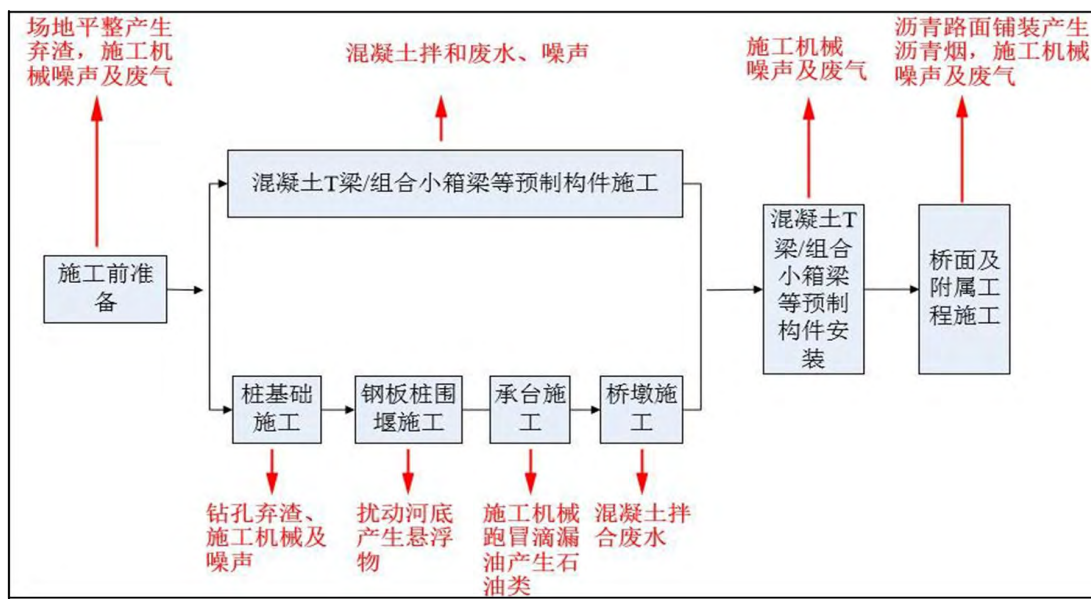 场地平整产生
弃渣，施工机
械噪声及废气
混凝土拌和废水、噪声
施工机械
噪声及废气
沥青路面铺装产生
沥青烟，施工机械
噪声及废气
混凝土T梁/组合小箱梁等预制构件施工
施工前准
备
混凝土T
梁/组合
小箱梁
等预制
构件安
装
桥面及
附属工
程施工
桩基础
施工
钢板桩围
堰施工
承台施
工
桥墩施
工
钻孔弃渣、
施工机械及
噪声
扰动河底
产生悬浮
物
施工机械
跑冒滴漏
油产生石
油类
混凝土拌
合废水